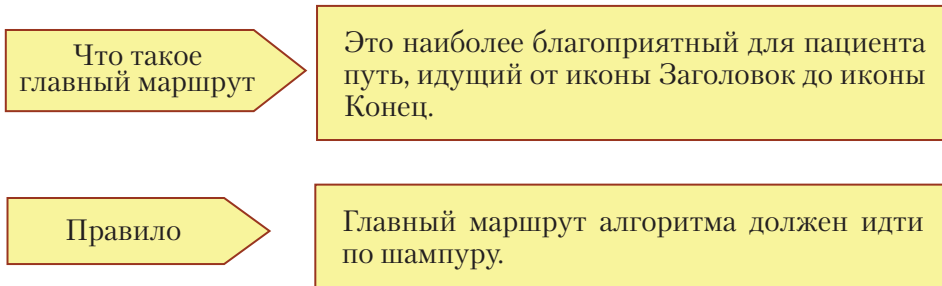 Что такое
главный маршрут
Это наиболее благоприятный для пациента
путь, идущий от иконы Заголовок до иконы
Конец.
Правило
Главный маршрут алгоритма должен идти
по шампуру.